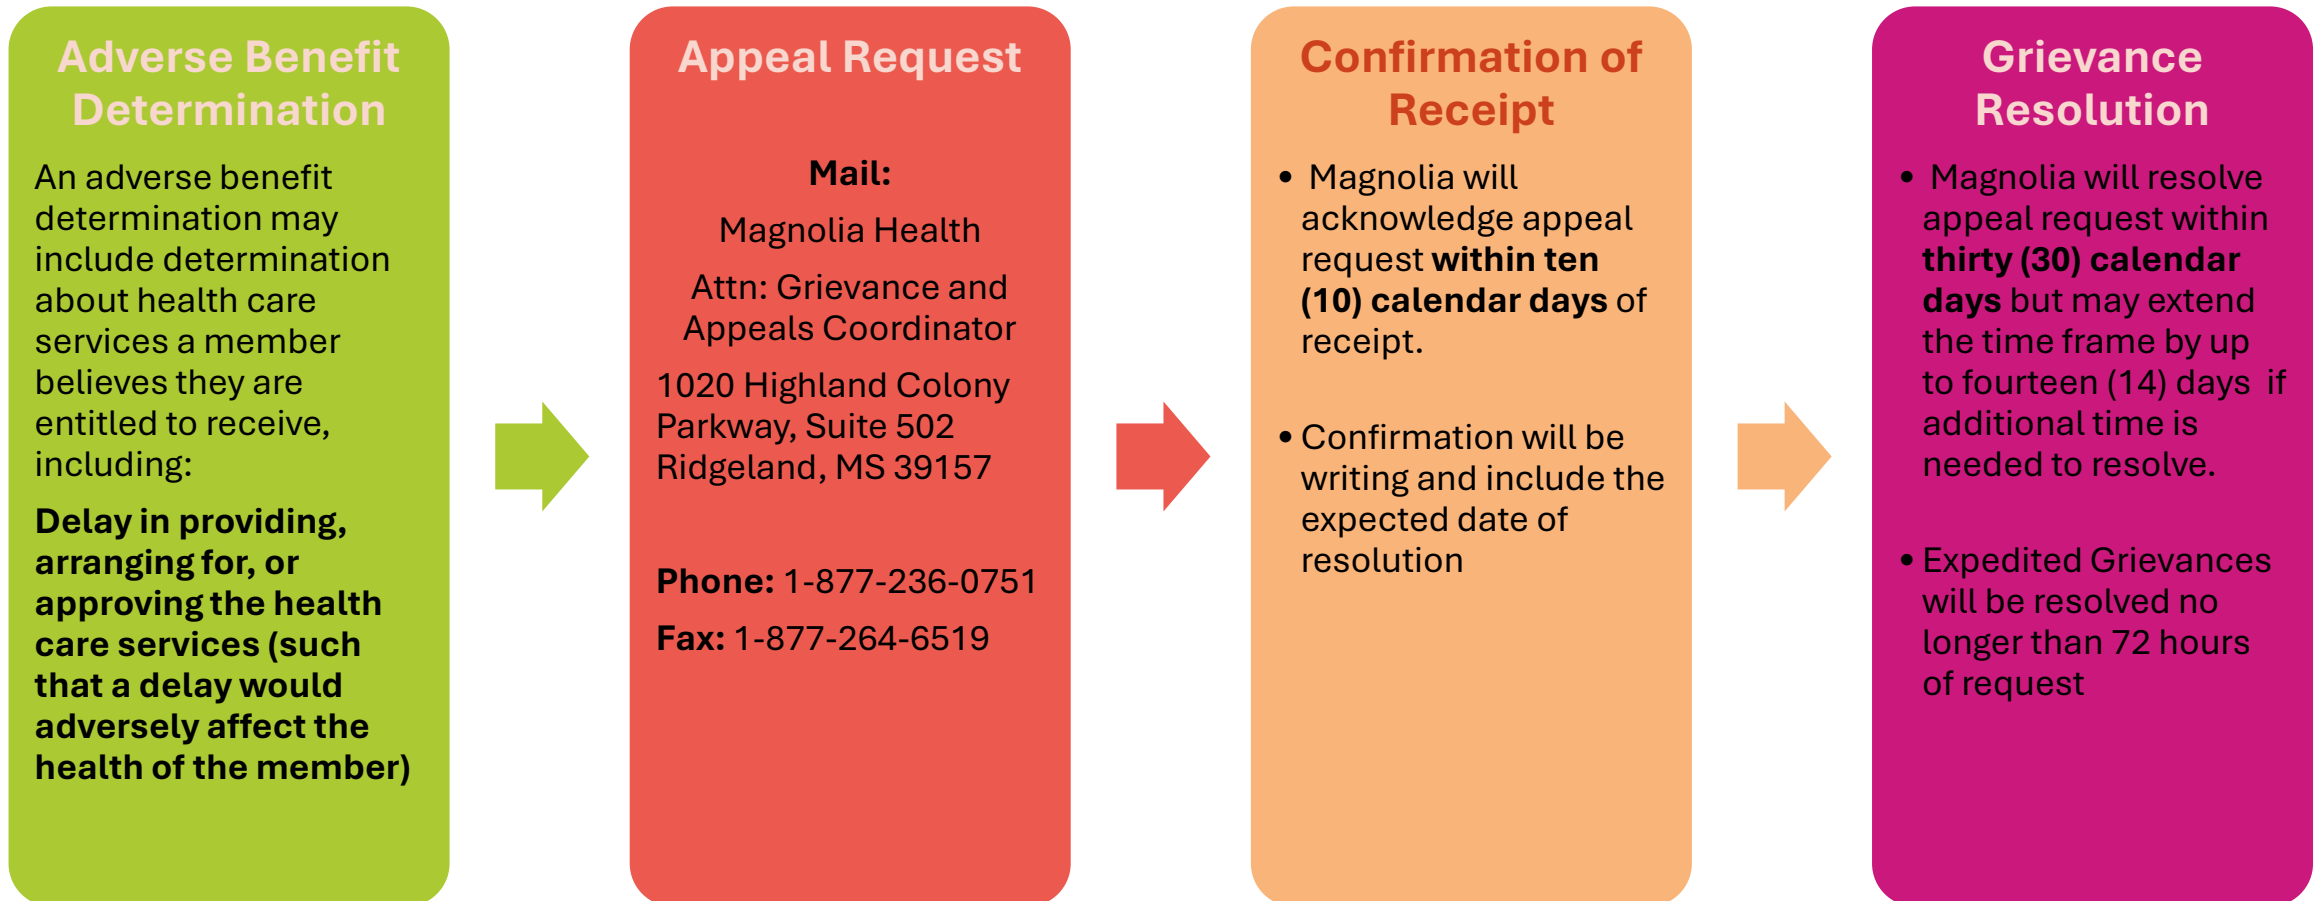 Adverse Benefit
Determination
An adverse benefit
determination may
include determination
about health care
services a member
believes they are
entitled to receive,
including:
Delay in providing,
arranging for, or
approving the health
care services (such
that a delay would
adversely affect the
health of the member)
Appeal Request
Mail:
Magnolia Health
Attn: Grievance and
Appeals Coordinator
1020 Highland Colony
Parkway, Suite 502
Ridgeland, MS 39157
Phone: 1-877-236-0751
Fax: 1-877-264-6519
Confirmation of
Receipt
• Magnolia will
acknowledge appeal
request within ten
(10) calendar days of
receipt.
• Confirmation will be
writing and include the
expected date of
resolution
Grievance
Resolution
• Magnolia will resolve
appeal request within
thirty (30) calendar
days but may extend
the time frame by up
to fourteen (14) days if
additional time is
needed to resolve.
• Expedited Grievances
will be resolved no
longer than 72 hours
of request